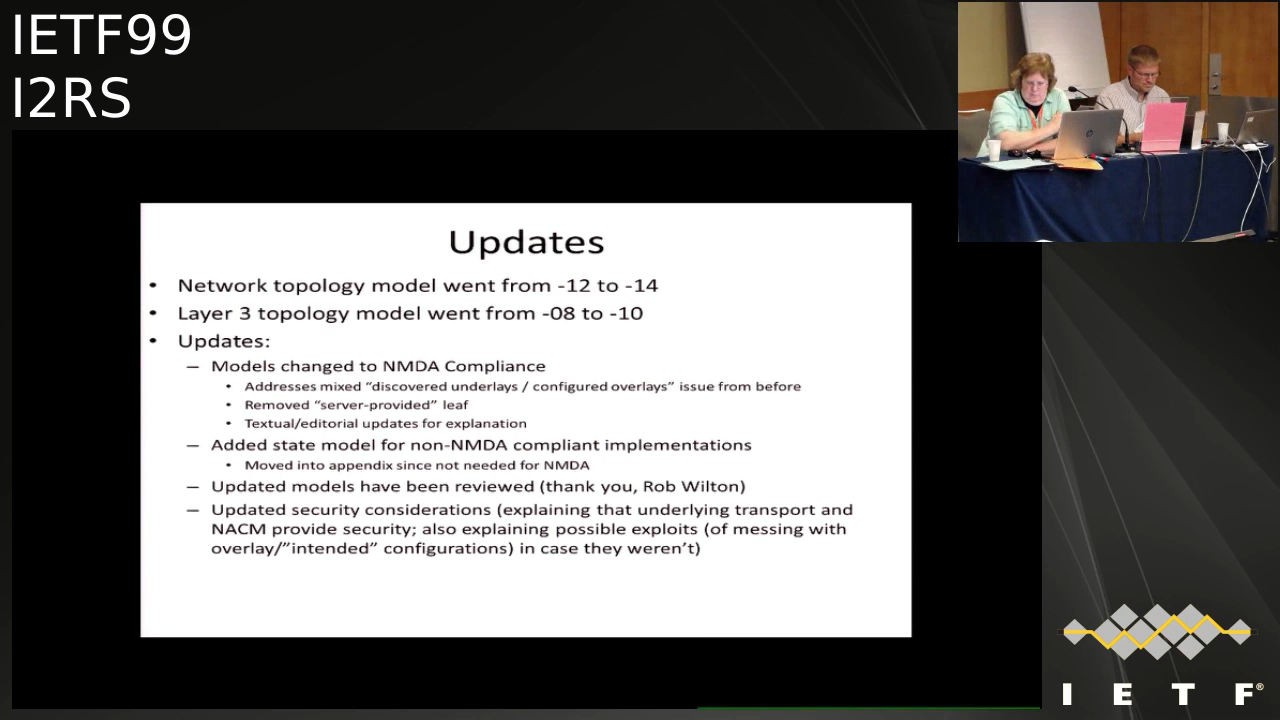 IETF99
I2RS
Updates
• Network topology model went from -12 to -14
• Layer 3 topology model went from -08 to -10
• Updates:
– Models changed to NMDA Compliance
• Addresses mixed “discovered underlays / configured overlays” issue from before
• Removed “server-provided” leaf
• Textual/editorial updates for explanation
– Added state model for non-NMDA compliant implementations
• Moved into appendix since not needed for NMDA
– Updated models have been reviewed (thank you, Rob Wilton)
– Updated security considerations (explaining that underlying transport and
NACM provide security; also explaining possible exploits (of messing with
overlay/”intended” configurations) in case they weren’t)
I E T F®